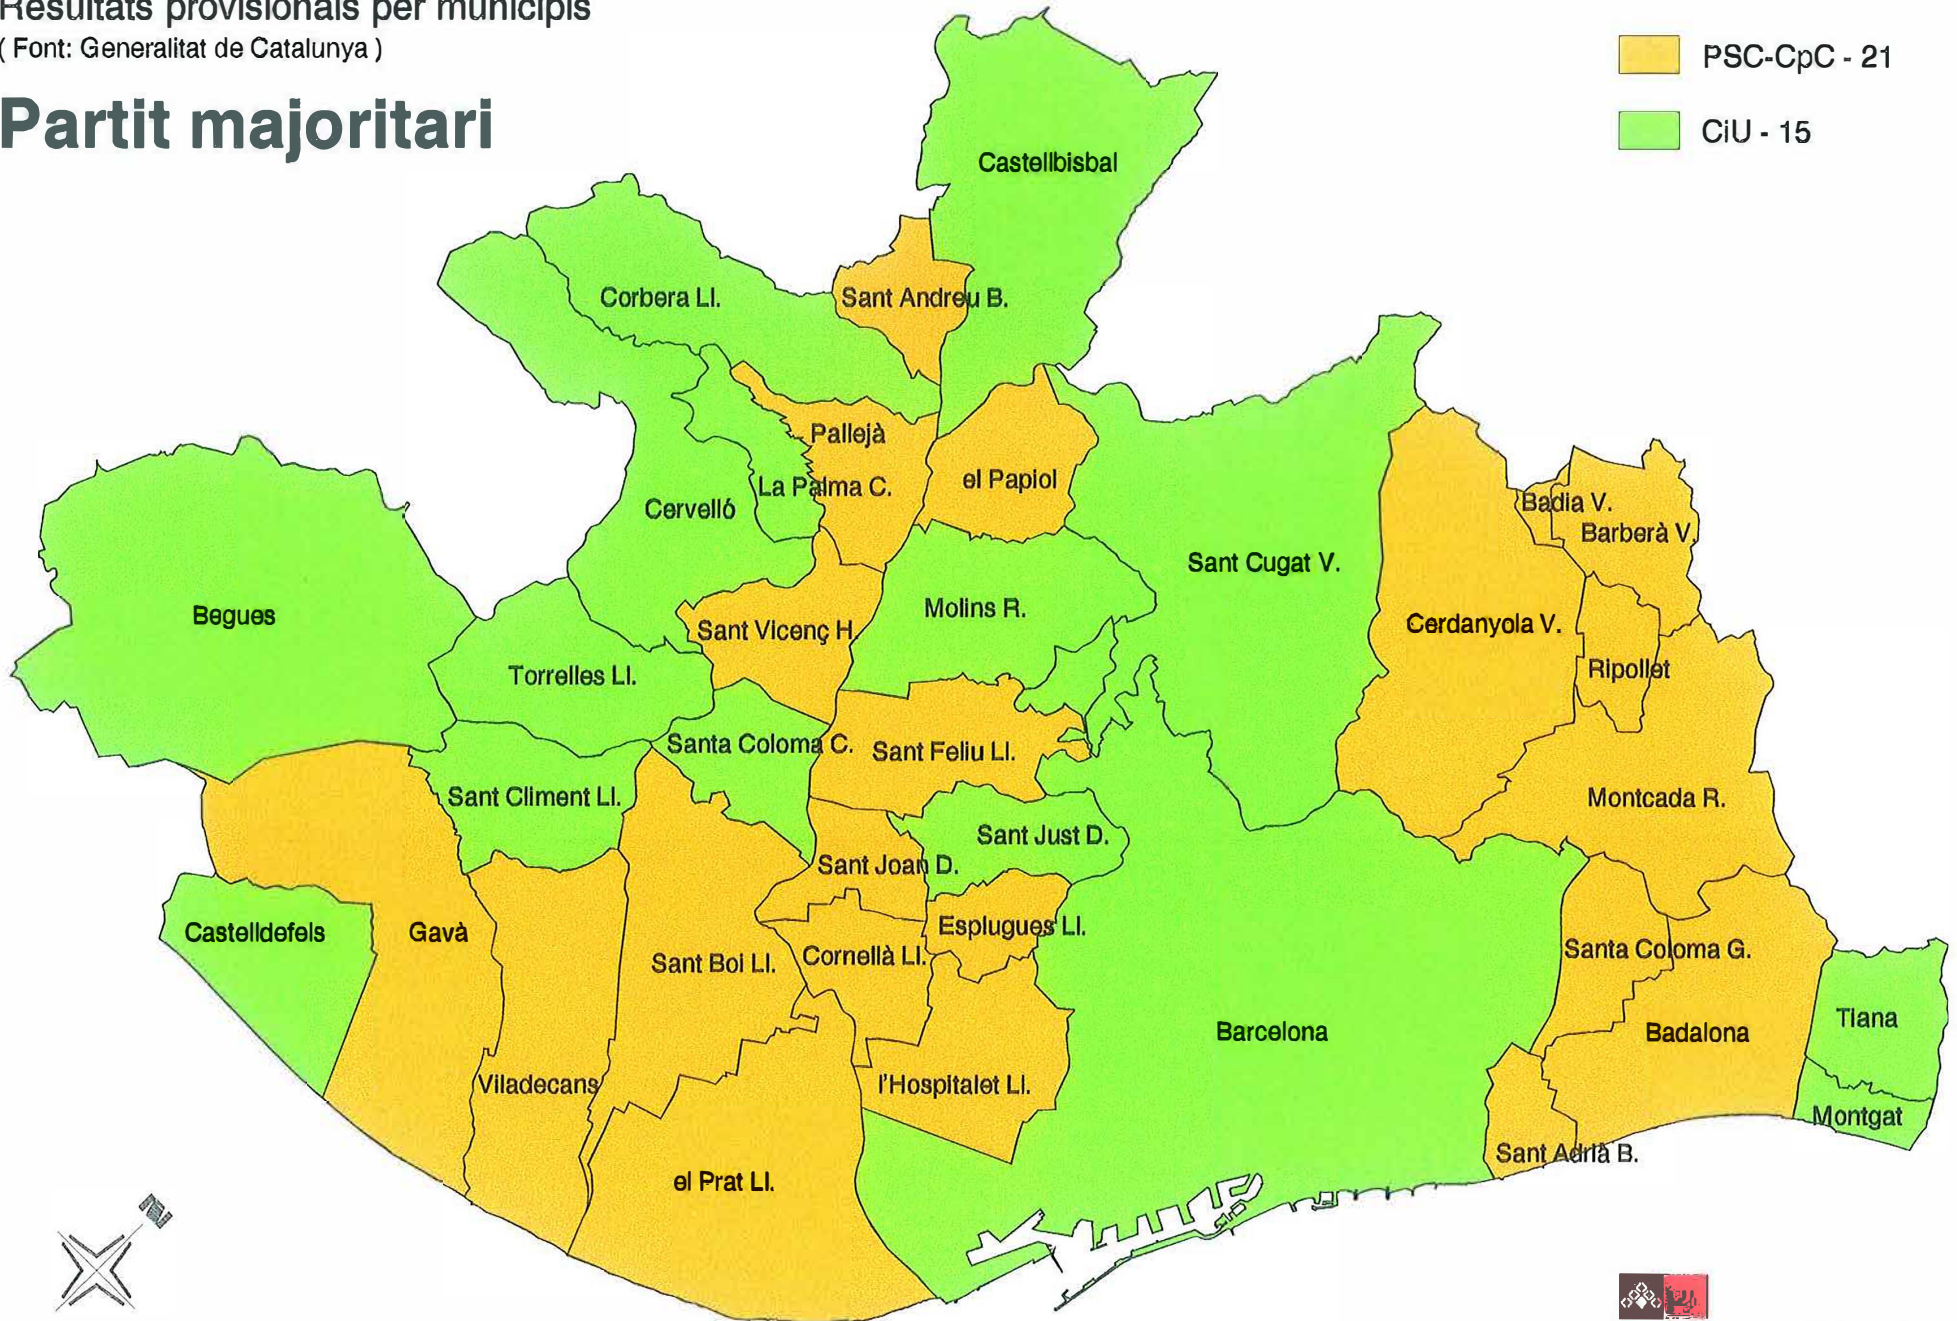 Resultats provisionals per municipis
( Font: Generalitat de Catalunya )
Partit majoritari
PSC-CpC - 21
CiU - 15
Castellbisbal
Corbera Ll.
Sant Andreu B.
Pallejà
el Papiol
La Palma C.
Cervelló
Badia V.
Barberà V.
Sant Cugat V.
Begues
Molins R.
Sant Vicenç H.
Cerdanyola V.
Torrelles Ll.
Ripollet
Santa Coloma C.
Sant Feliu Ll.
Sant Climent Ll.
Montcada R.
Sant Just D.
Sant Joan D.
Castelldefels
Gavà
Esplugues Ll.
Sant Boi Ll.
Cornellà Ll.
Santa Coloma G.
Barcelona
Badalona
Tiana
Viladecans
l'Hospitalet Ll.
Montgat
Sant Adrià B.
el Prat Ll.
N